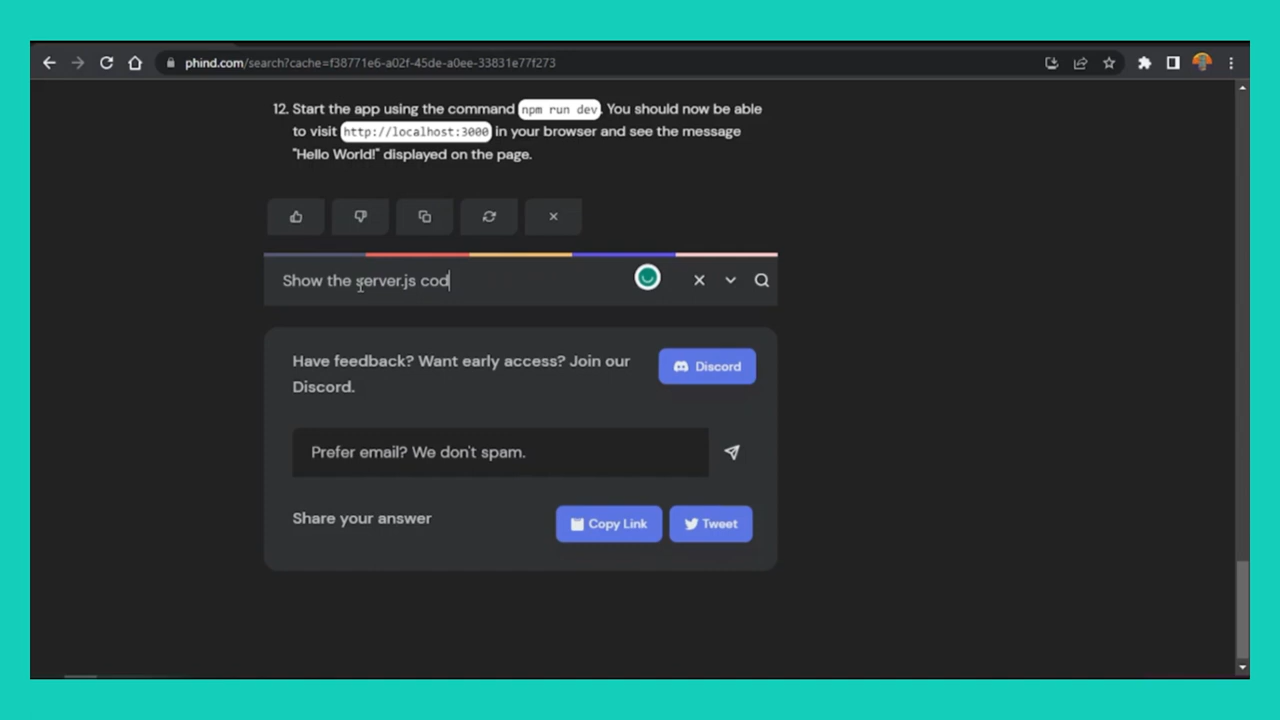 phind.com/search?cache=f38771e6-a02f-45de-a0ee-33831e77f273
12. Start the app using the command npm run dev. You should now be able
to visit http://localhost:3000 in your browser and see the message
"Hello World!" displayed on the page.
Show the server.js cod
Have feedback? Want early access? Join our
Discord.
Discord
Prefer email? We don't spam.
Share your answer
Copy Link
Tweet